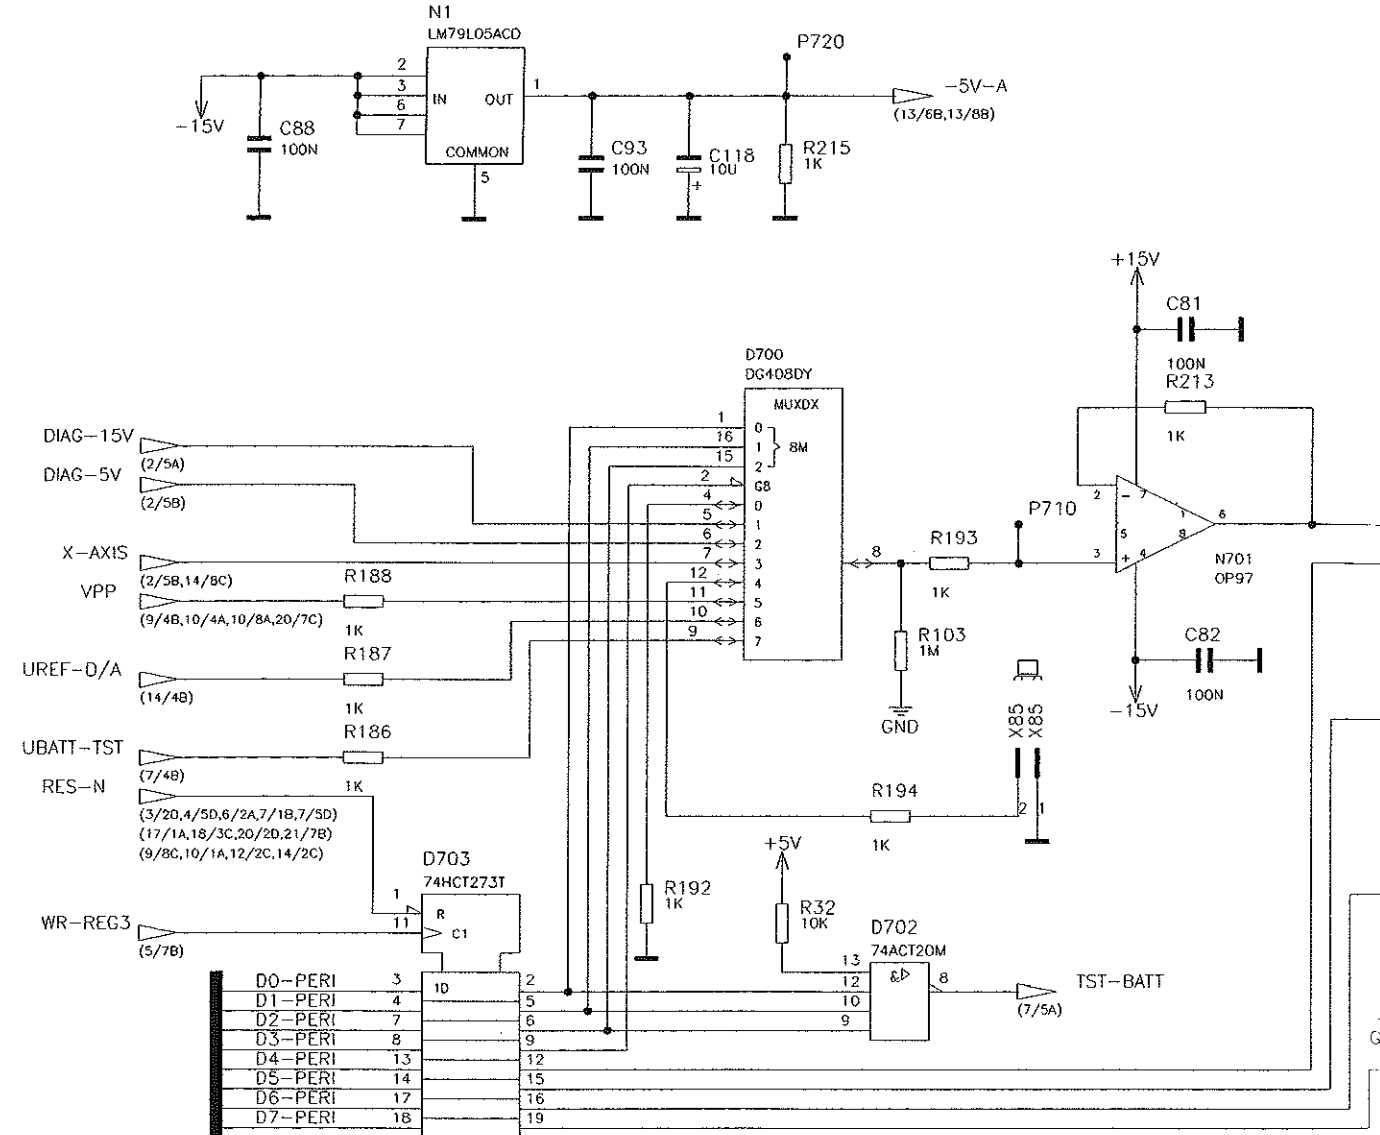 N1
LM79L05ACD
2
3
6
7
IN
OUT
1
COMMON
5
-15V
C88
100N
C93
100N
C118
10U
+
R215
1K
P720
-5V-A
(13/6B,13/8B)
+15V
C81
100N
R213
1K
D700
DG408DY
MUXDX
1
16
15
2
4
5
6
7
12
11
10
9
0
1
2
8M
G8
0
1
2
3
4
5
6
7
8
DIAG-15V
(2/5A)
DIAG-5V
(2/5B)
X-AXIS
(2/5B,14/8C)
VPP
(9/4B,10/4A,10/8A,20/7C)
R188
1K
UREF-D/A
(14/4B)
R187
1K
UBATT-TST
(7/4B)
R186
1K
RES-N
(3/2D,4/5D,6/2A,7/1B,7/5D)
(17/1A,18/3C,20/2D,21/7B)
(9/8C,10/1A,12/2C,14/2C)
WR-REG3
(5/7B)
R193
1K
P710
R103
1M
GND
2
-
7
1
6
5
8
3
+
4
N701
OP97
C82
100N
-15V
X85
X85
2
1
R194
1K
R192
1K
+5V
R32
10K
D702
74ACT20M
13
12
10
9
&
8
TST-BATT
(7/5A)
D703
74HCT273T
1
R
11
C1
D0-PERI 3 1D 2
D1-PERI 4 5
D2-PERI 7 6
D3-PERI 8 9
D4-PERI 13 12
D5-PERI 14 15
D6-PERI 17 16
D7-PERI 18 19
G